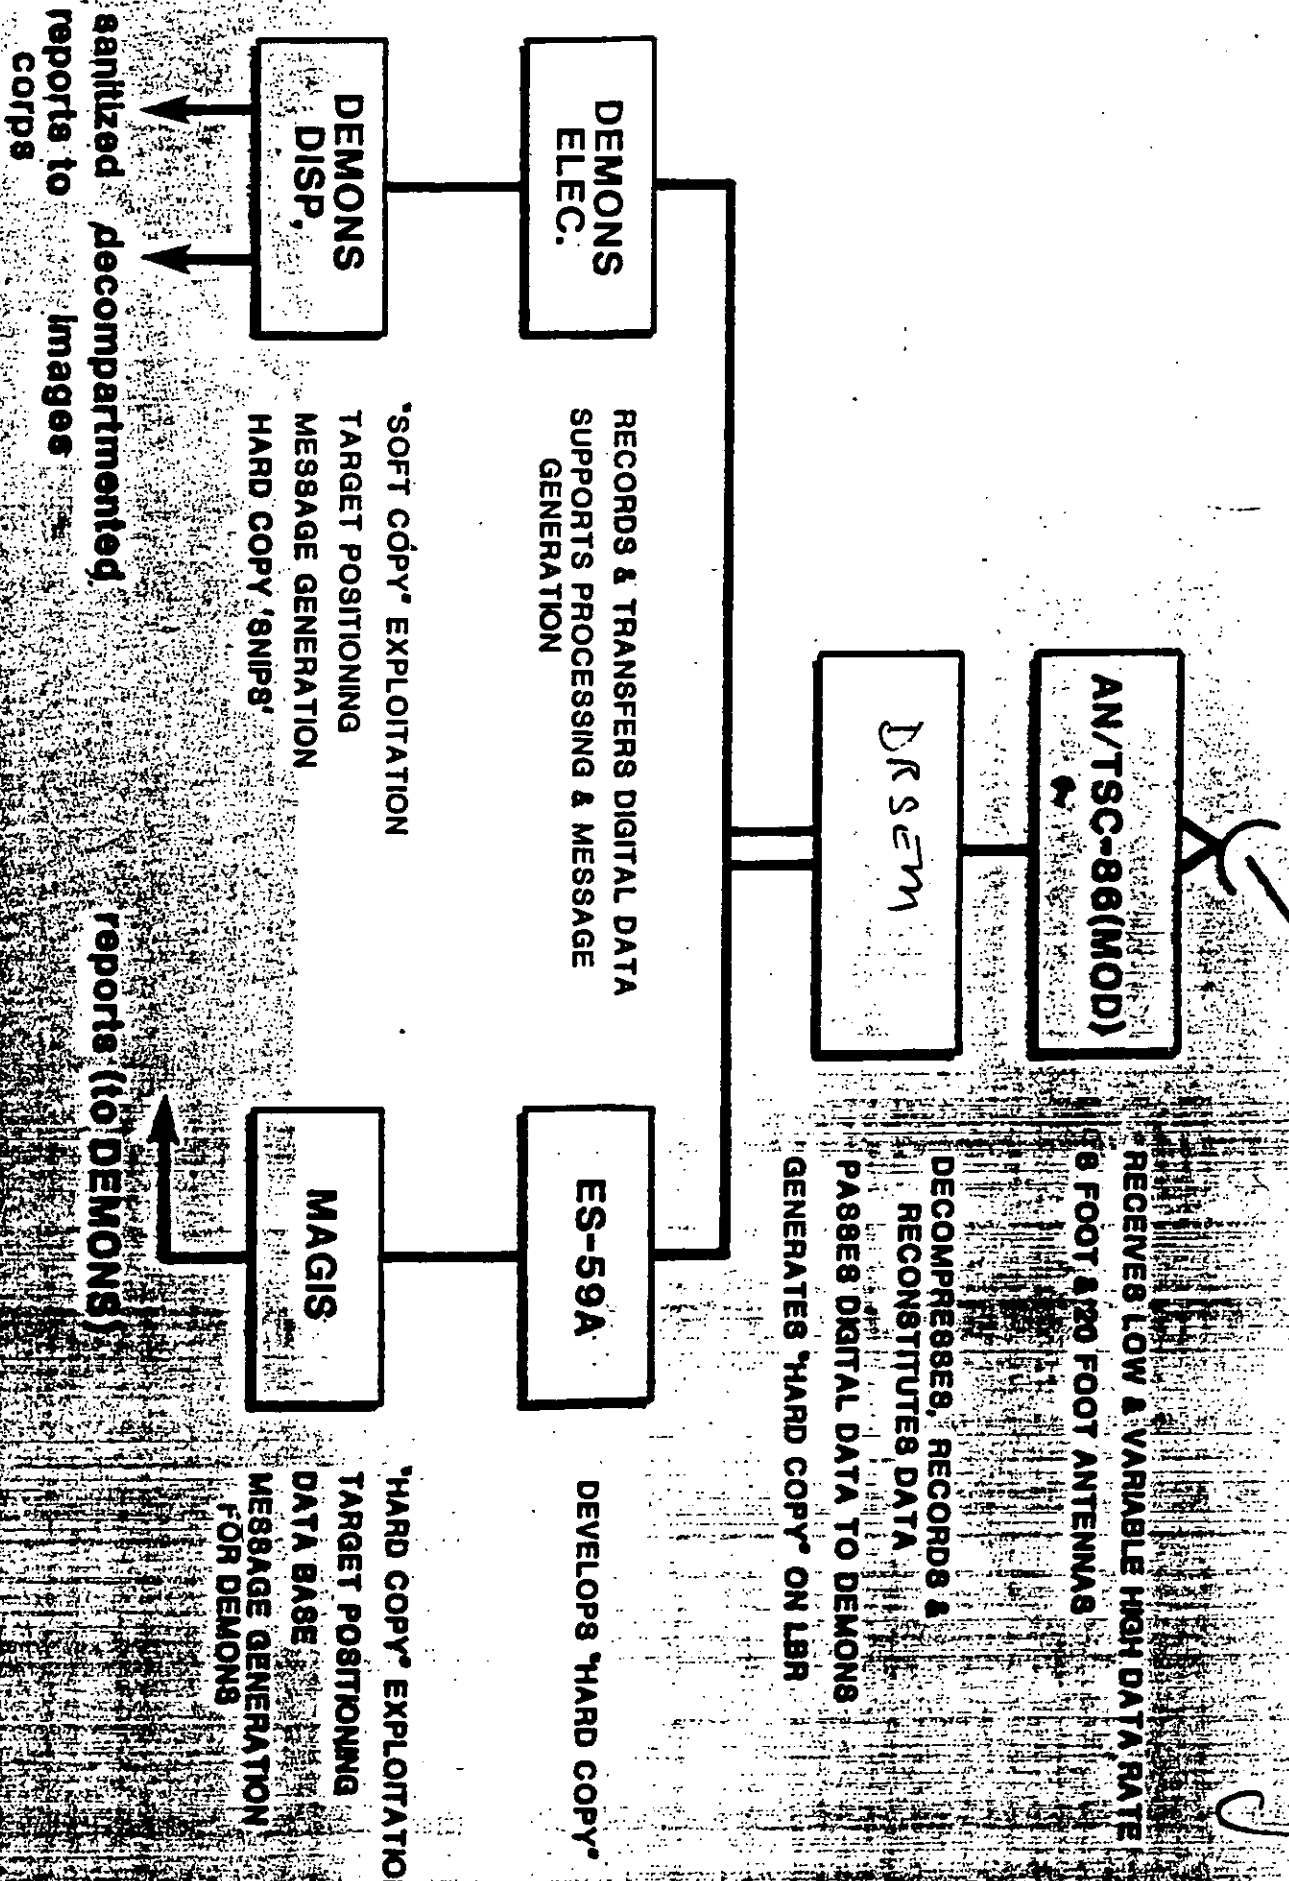 AN/TSC-86(MOD)
RECEIVES LOW & VARIABLE HIGH DATA RATE
8 FOOT & 20 FOOT ANTENNAS
DRSEM
DECOMPRESSES, RECORDS &
RECONSTITUTES DATA
PASSES DIGITAL DATA TO DEMONS
GENERATES "HARD COPY" ON LBR
DEMONS
ELEC.
RECORDS & TRANSFERS DIGITAL DATA
SUPPORTS PROCESSING & MESSAGE
GENERATION
ES-59A
DEVELOPS "HARD COPY"
DEMONS
DISP,
"SOFT COPY" EXPLOITATION
TARGET POSITIONING
MESSAGE GENERATION
HARD COPY 'SNIPS'
MAGIS
"HARD COPY" EXPLOITATIO
TARGET POSITIONING
DATA BASE
MESSAGE GENERATION
FOR DEMONS
sanitized
reports to
corps
decompartmented
images
reports (to DEMONS)